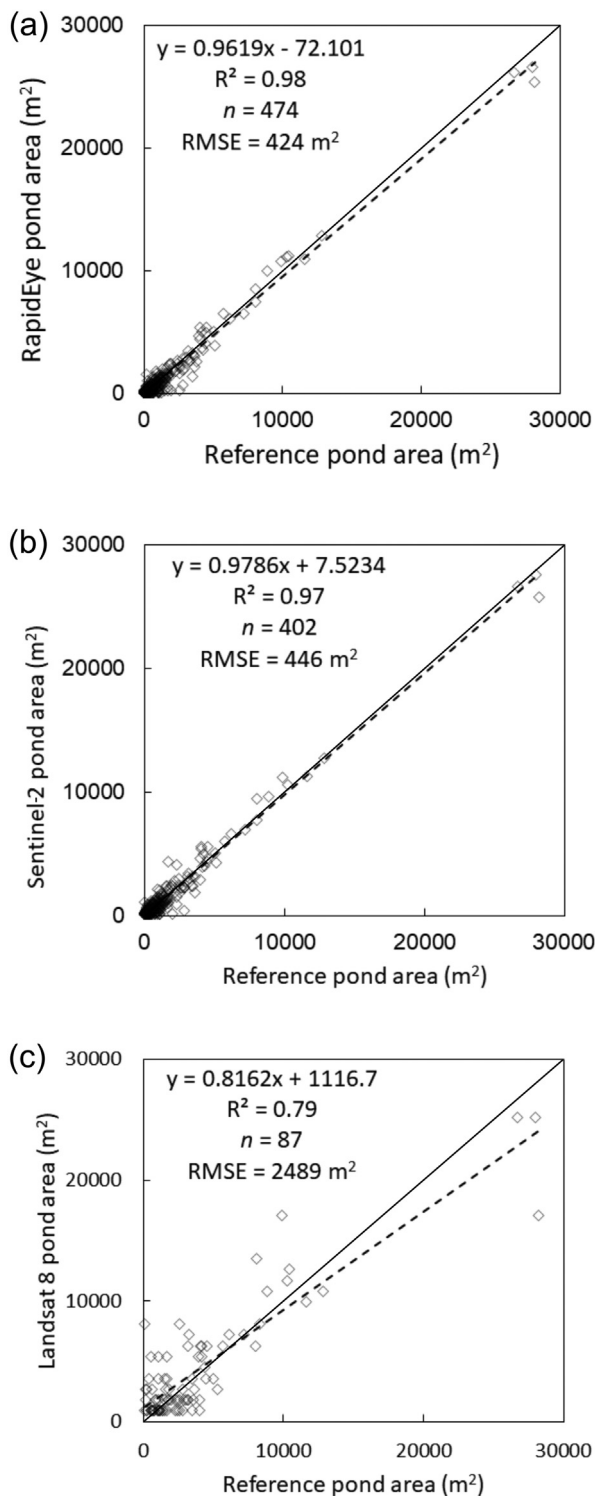 (a)
y = 0.9619x - 72.101
R² = 0.98
n = 474
RMSE = 424 m²
30000
20000
10000
0
RapidEye pond area (m²)
0 10000 20000 30000
Reference pond area (m²)
(b)
y = 0.9786x + 7.5234
R² = 0.97
n = 402
RMSE = 446 m²
30000
20000
10000
0
Sentinel-2 pond area (m²)
0 10000 20000 30000
Reference pond area (m²)
(c)
y = 0.8162x + 1116.7
R² = 0.79
n = 87
RMSE = 2489 m²
30000
20000
10000
0
Landsat 8 pond area (m²)
0 10000 20000 30000
Reference pond area (m²)